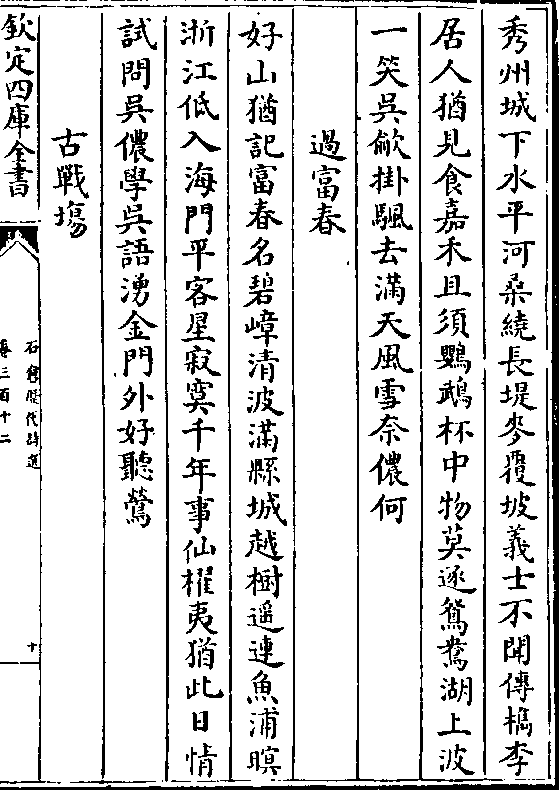 秀州城下水平河桑繞長堤麥覆坡義士不聞傳檇李
居人猶見食嘉禾且須鸚鵡杯中物莫逐鴛鴦湖上波
一笑吳歈掛颿去滿天風雪奈儂何
過富春
好山猶記富春名碧嶂清波滿縣城越樹遥連魚浦暝
浙江低入海門平客星寂寞千年事仙櫂夷猶此日情
試問吳儂學吳語湧金門外好聽鶯
古戰塲
欽定四庫全書
石倉歷代詩選
卷三百十二
十